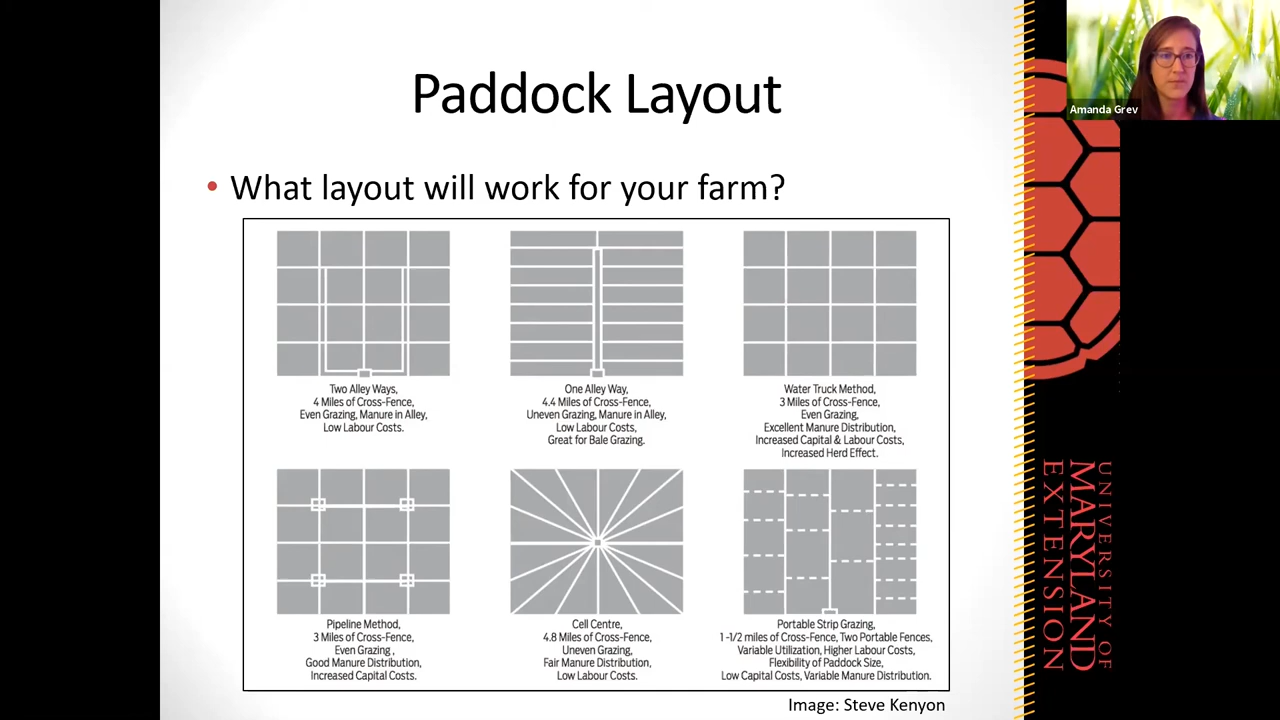 Paddock Layout
Amanda Grev
• What layout will work for your farm?
Two Alley Ways,
4 Miles of Cross-Fence,
Even Grazing, Manure in Alley,
Low Labour Costs.
One Alley Way,
4.4 Miles of Cross-Fence,
Uneven Grazing, Manure in Alley,
Low Labour Costs,
Great for Bale Grazing.
Water Truck Method,
3 Miles of Cross-Fence,
Even Grazing,
Excellent Manure Distribution,
Increased Capital & Labour Costs,
Increased Herd Effect.
Pipeline Method,
3 Miles of Cross-Fence,
Even Grazing ,
Good Manure Distribution,
Increased Capital Costs.
Cell Centre,
4.8 Miles of Cross-Fence,
Uneven Grazing,
Fair Manure Distribution,
Low Labour Costs.
Portable Strip Grazing,
1 -1/2 miles of Cross-Fence, Two Portable Fences,
Variable Utilization, Higher Labour Costs,
Flexibility of Paddock Size,
Low Capital Costs, Variable Manure Distribution.
Image: Steve Kenyon
UNIVERSITY OF
MARYLAND
EXTENSION